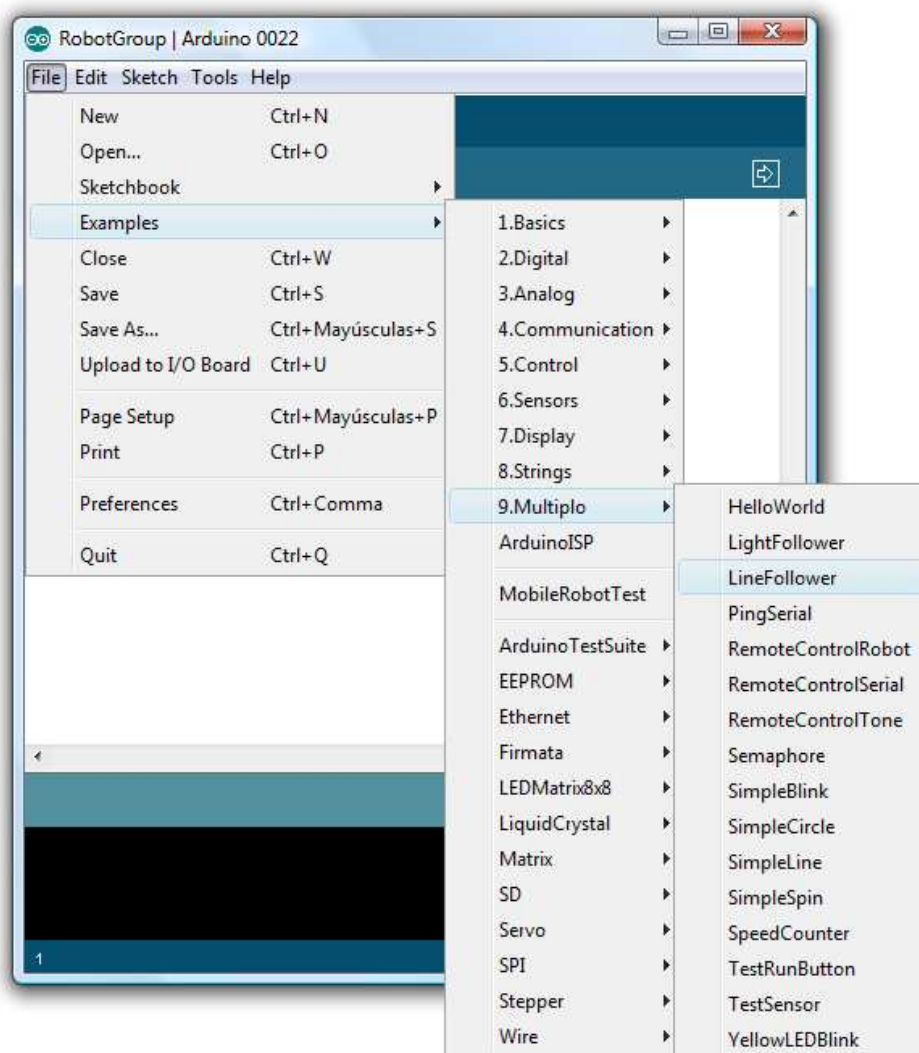 RobotGroup | Arduino 0022
File Edit Sketch Tools Help
New Ctrl+N
Open... Ctrl+O
Sketchbook
Examples
Close Ctrl+W
Save Ctrl+S
Save As... Ctrl+Mayúsculas+S
Upload to I/O Board Ctrl+U
Page Setup Ctrl+Mayúsculas+P
Print Ctrl+P
Preferences Ctrl+Comma
Quit Ctrl+Q
1.Basics
2.Digital
3.Analog
4.Communication
5.Control
6.Sensors
7.Display
8.Strings
9.Multiplo
ArduinoISP
MobileRobotTest
ArduinoTestSuite
EEPROM
Ethernet
Firmata
LEDMatrix8x8
LiquidCrystal
Matrix
SD
Servo
SPI
Stepper
Wire
HelloWorld
LightFollower
LineFollower
PingSerial
RemoteControlRobot
RemoteControlSerial
RemoteControlTone
Semaphore
SimpleBlink
SimpleCircle
SimpleLine
SimpleSpin
SpeedCounter
TestRunButton
TestSensor
YellowLEDBlink
1